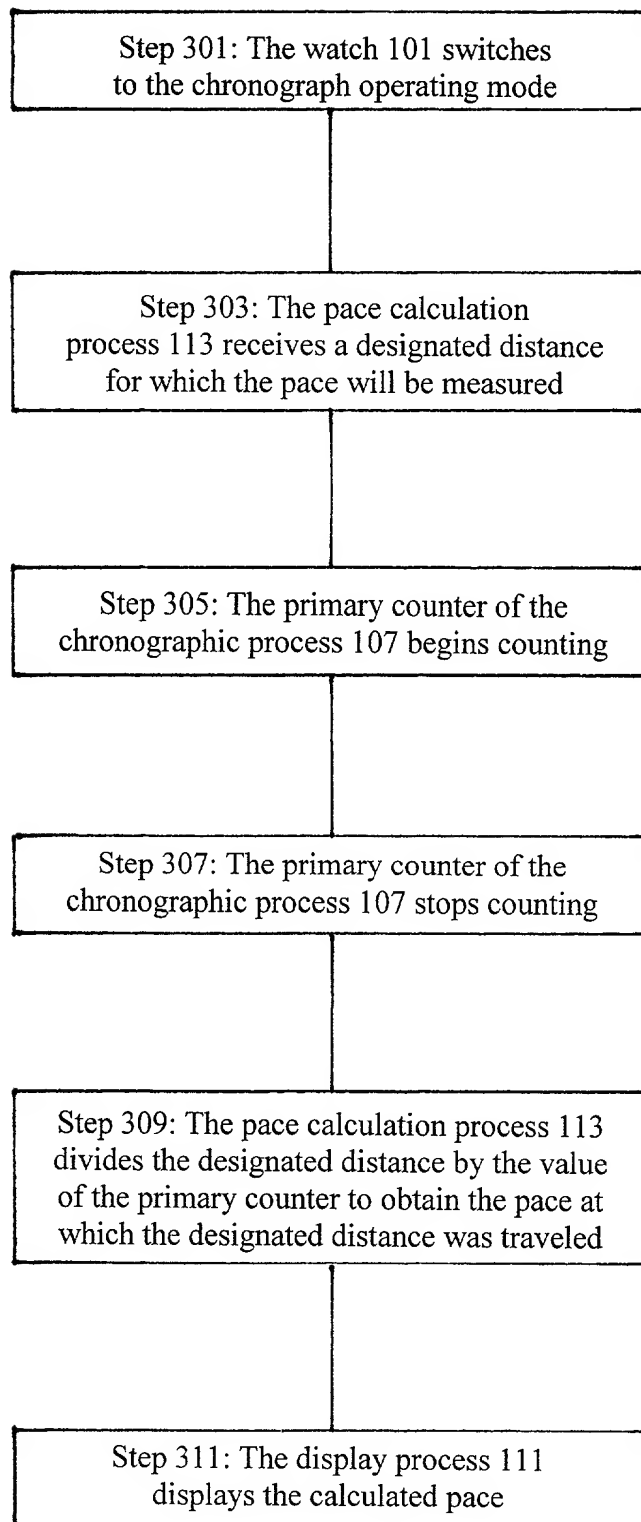 Step 301: The watch 101 switches
to the chronograph operating mode
Step 303: The pace calculation
process 113 receives a designated distance
for which the pace will be measured
Step 305: The primary counter of the
chronographic process 107 begins counting
Step 307: The primary counter of the
chronographic process 107 stops counting
Step 309: The pace calculation process 113
divides the designated distance by the value
of the primary counter to obtain the pace at
which the designated distance was traveled
Step 311: The display process 111
displays the calculated pace